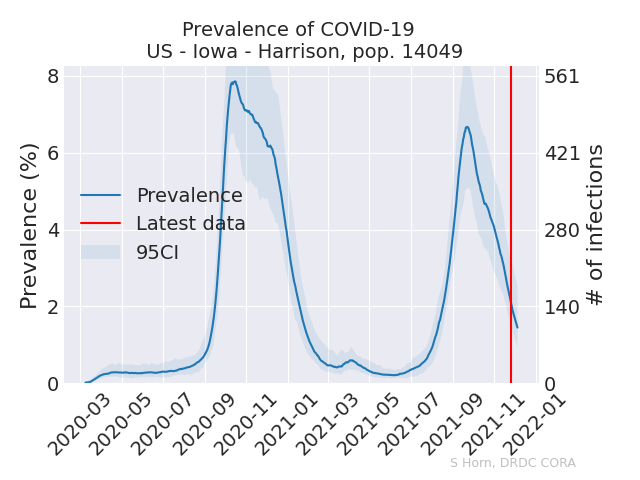 Prevalence of COVID-19
US - Iowa - Harrison, pop. 14049
8
6
4
2
0
Prevalence (%)
561
421
280
140
0
# of infections
Prevalence
Latest data
95CI
2020-03
2020-05
2020-07
2020-09
2020-11
2021-01
2021-03
2021-05
2021-07
2021-09
2021-11
2022-01
S Horn, DRDC CORA